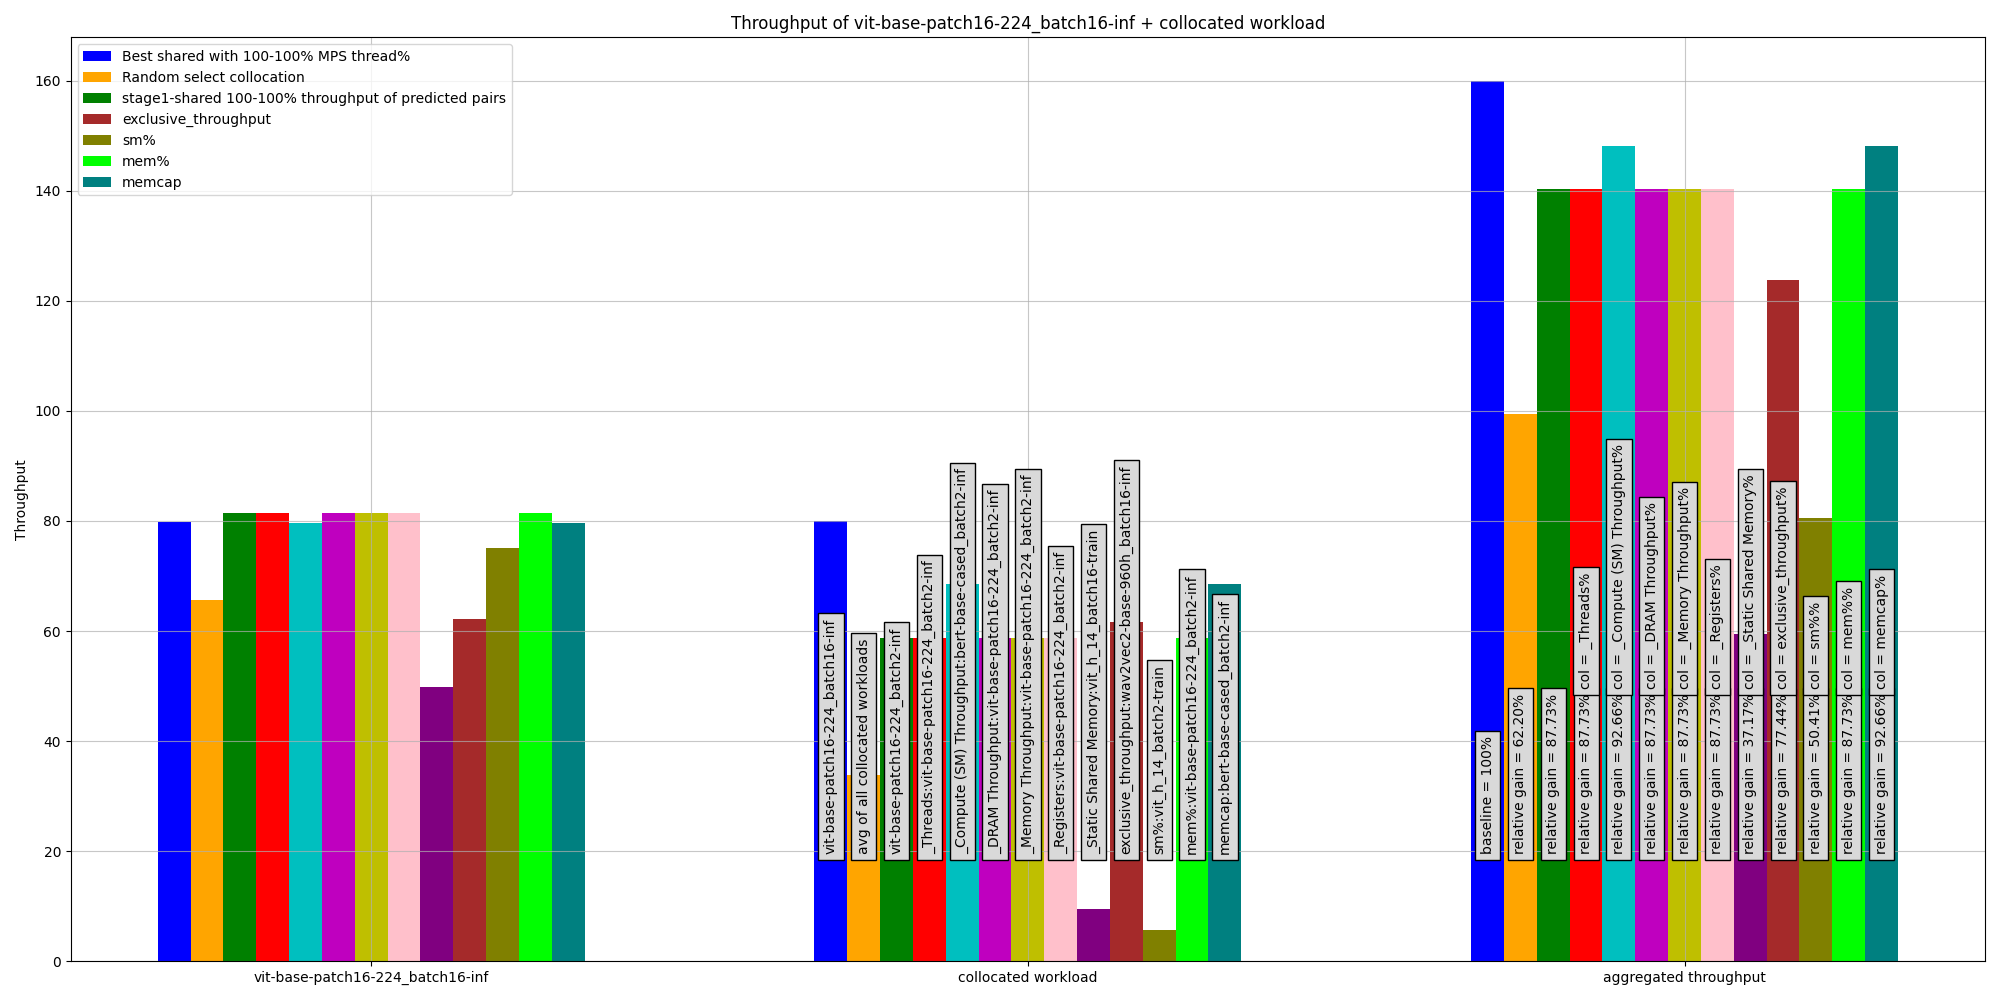 Throughput of vit-base-patch16-224_batch16-inf + collocated workload
Best shared with 100-100% MPS thread%
Random select collocation
stage1-shared 100-100% throughput of predicted pairs
exclusive_throughput
sm%
mem%
memcap
Throughput
160
140
120
100
80
60
40
20
0
vit-base-patch16-224_batch16-inf
avg of all collocated workloads
vit-base-patch16-224_batch2-inf
_Threads:vit-base-patch16-224_batch2-inf
_Compute (SM) Throughput:bert-base-cased_batch2-inf
_DRAM Throughput:vit-base-patch16-224_batch2-inf
_Memory Throughput:vit-base-patch16-224_batch2-inf
_Registers:vit-base-patch16-224_batch2-inf
_Static Shared Memory:vit_h_14_batch16-train
exclusive_throughput:wav2vec2-base-960h_batch16-inf
sm%:vit_h_14_batch2-train
mem%:vit-base-patch16-224_batch2-inf
memcap:bert-base-cased_batch2-inf
baseline = 100%
relative gain = 62.20%
relative gain = 87.73%
relative gain = 87.73%
col = _Threads%
relative gain = 92.66%
col = _Compute (SM) Throughput%
relative gain = 87.73%
col = _DRAM Throughput%
relative gain = 87.73%
col = _Memory Throughput%
relative gain = 87.73%
col = _Registers%
relative gain = 37.17%
col = _Static Shared Memory%
relative gain = 77.44%
col = exclusive_throughput%
relative gain = 50.41%
col = sm%%
relative gain = 87.73%
col = mem%%
relative gain = 92.66%
col = memcap%
vit-base-patch16-224_batch16-inf
collocated workload
aggregated throughput